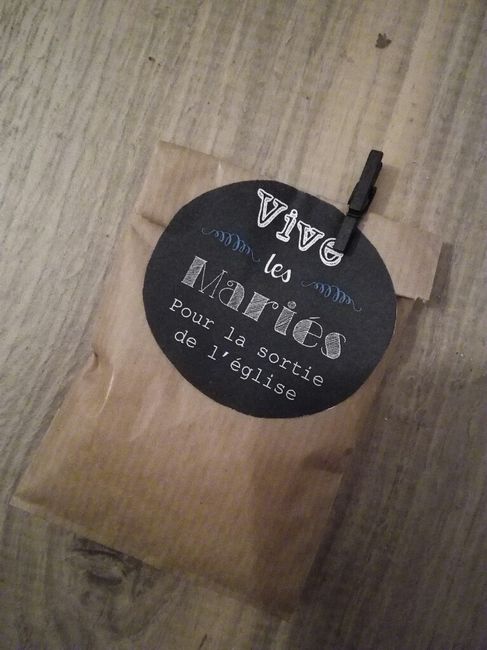 Vive
les
Mariés
Pour la sortie
de l'église